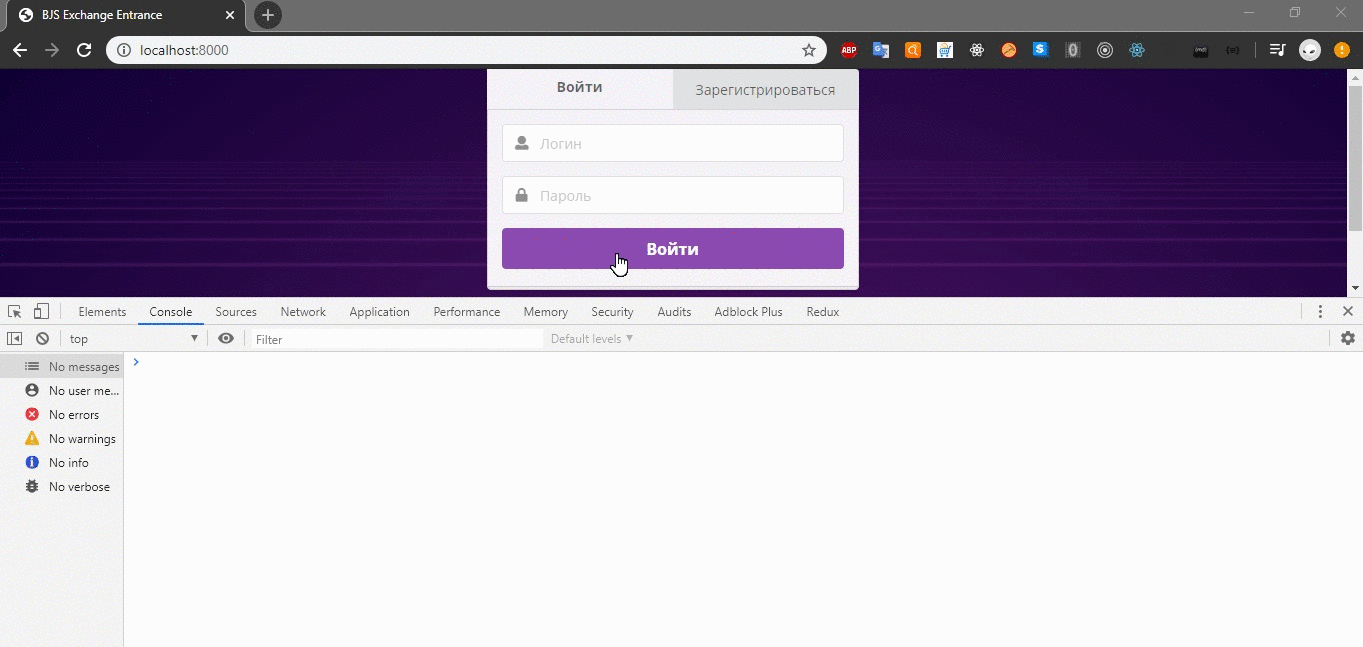 BJS Exchange Entrance
localhost:8000
ABP
Войти Зарегистрироваться
Логин
Пароль
Войти
Elements Console Sources Network Application Performance Memory Security Audits Adblock Plus Redux
top Filter Default levels
No messages
No user me...
No errors
No warnings
No info
No verbose